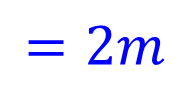 = 2m